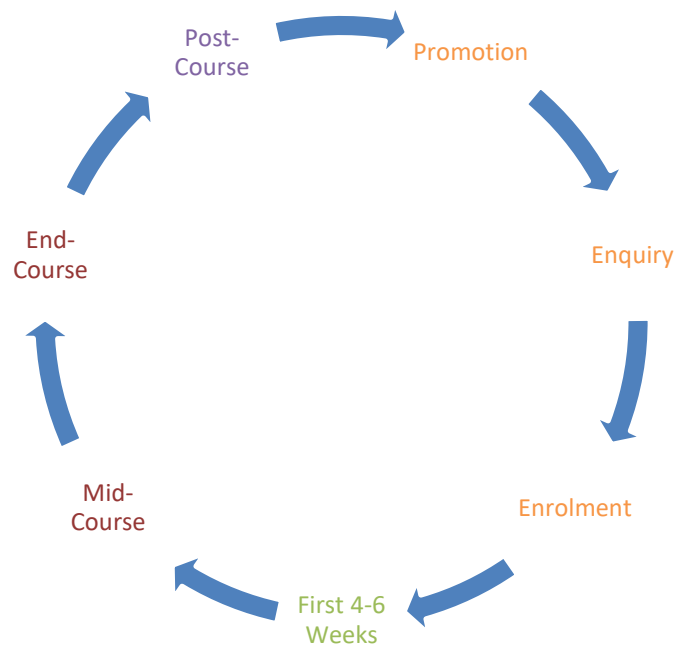 Post-
Course
Promotion
Enquiry
Enrolment
First 4-6
Weeks
Mid-
Course
End-
Course